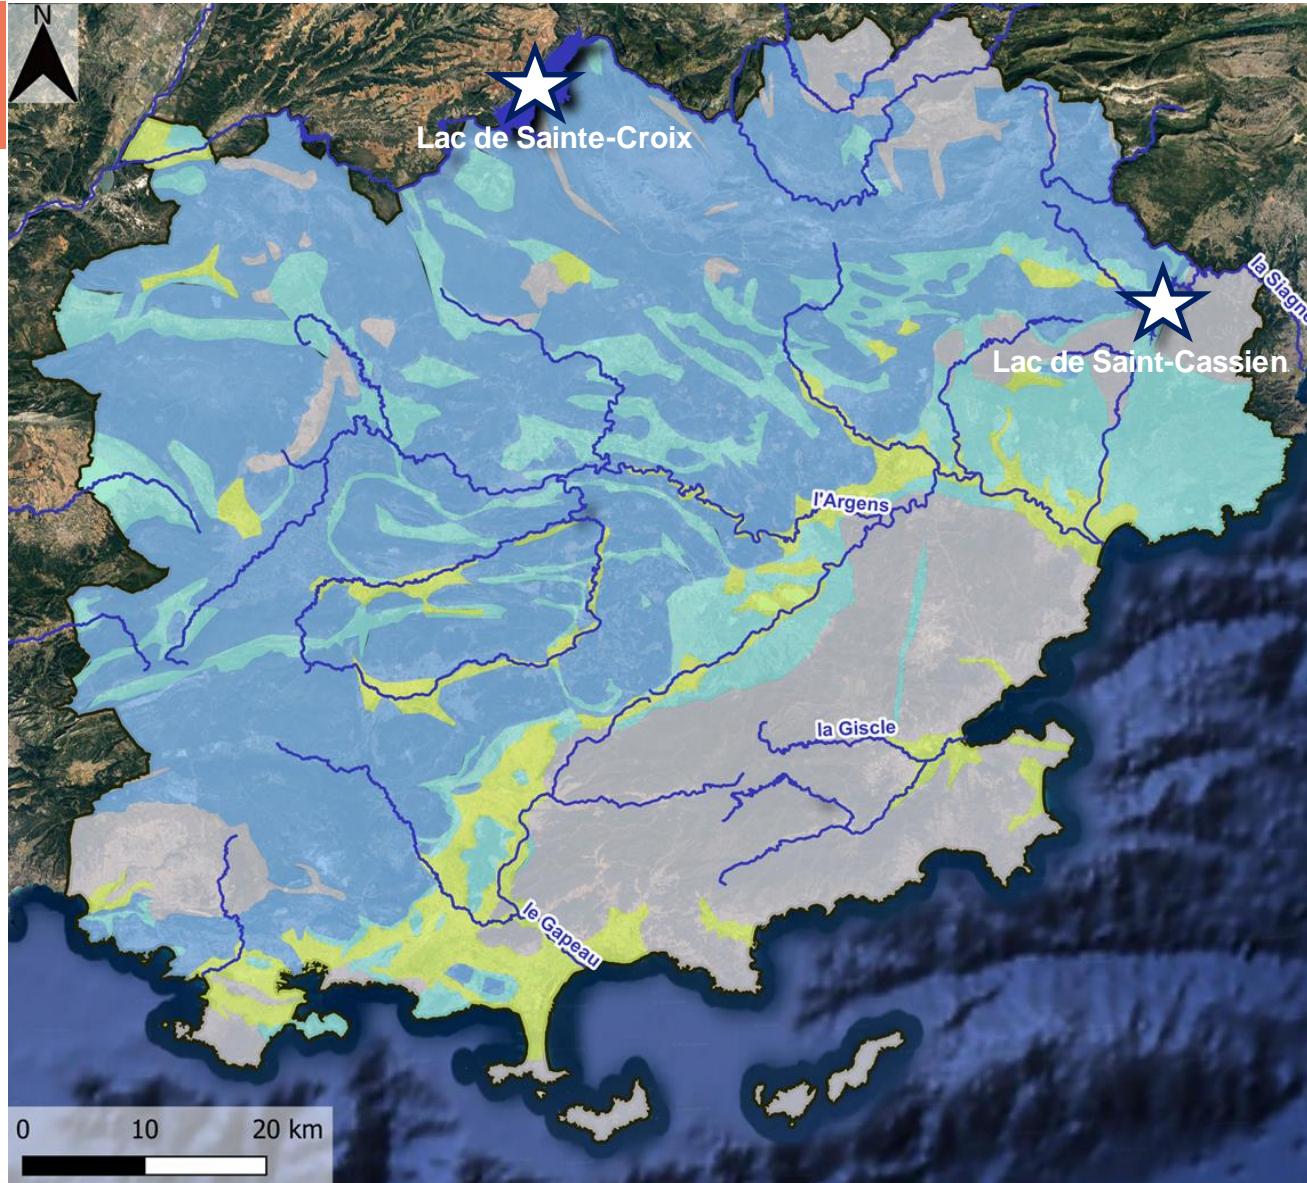 N
Lac de Sainte-Croix
la Siagne
Lac de Saint-Cassien
l'Argens
la Giscle
le Gapeau
0 10 20 km